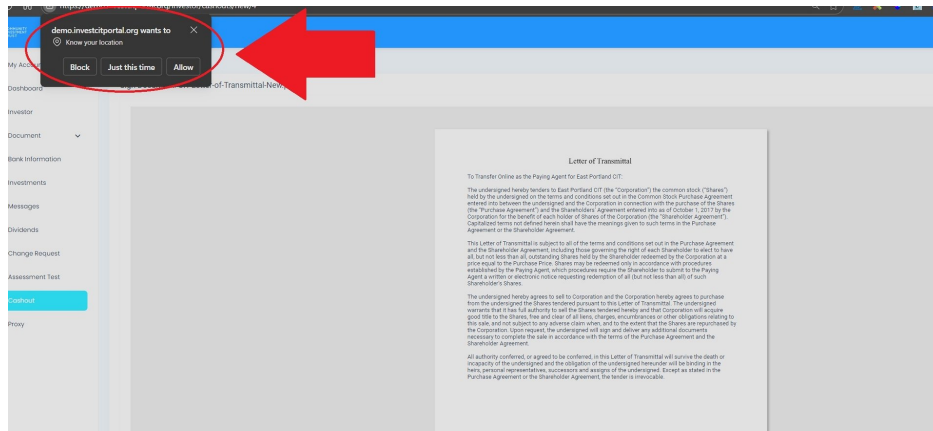 demo.investcitportal.org wants to
Know your location
Block Just this time Allow
My Account
Dashboard
Investor
Document
Bank Information
Investments
Messages
Dividends
Change Request
Assessment Test
Cashout
Proxy
Letter of Transmittal
To Transfer Online as the Paying Agent for East Portland CIT:
The undersigned hereby tenders to East Portland CIT (the "Corporation") the common stock ("Shares")
held by the undersigned on the terms and conditions set out in the Common Stock Purchase Agreement
entered into between the undersigned and the Corporation in connection with the purchase of the Shares
(the "Purchase Agreement") and the Shareholders' Agreement entered into as of October 1, 2017 by the
Corporation for the benefit of each holder of Shares of the Corporation (the "Shareholder Agreement").
Capitalized terms not defined herein shall have the meanings given to such terms in the Purchase
Agreement or the Shareholder Agreement.
This Letter of Transmittal is subject to all of the terms and conditions set out in the Purchase Agreement
and the Shareholder Agreement, including those governing the right of each Shareholder to elect to have
all, but not less than all, outstanding Shares held by the Shareholder redeemed by the Corporation at a
price equal to the Purchase Price. Shares may be redeemed only in accordance with procedures
established by the Paying Agent, which procedures require the Shareholder to submit to the Paying
Agent a written or electronic notice requesting redemption of all (but not less than all) of such
Shareholder's Shares.
The undersigned hereby agrees to sell to Corporation and the Corporation hereby agrees to purchase
from the undersigned the Shares tendered pursuant to this Letter of Transmittal. The undersigned
warrants that it has full authority to sell the Shares tendered hereby and that Corporation will acquire
good title to the Shares, free and clear of all liens, charges, encumbrances or other obligations relating to
this sale, and not subject to any adverse claim when, and to the extent that the Shares are repurchased by
the Corporation. Upon request, the undersigned will sign and deliver any additional documents
necessary to complete the sale in accordance with the terms of the Purchase Agreement and the
Shareholder Agreement.
All authority conferred, or agreed to be conferred, in this Letter of Transmittal will survive the death or
incapacity of the undersigned and the obligation of the undersigned hereunder will be binding in the
heirs, personal representatives, successors and assigns of the undersigned. Except as stated in the
Purchase Agreement or the Shareholder Agreement, the tender is irrevocable.